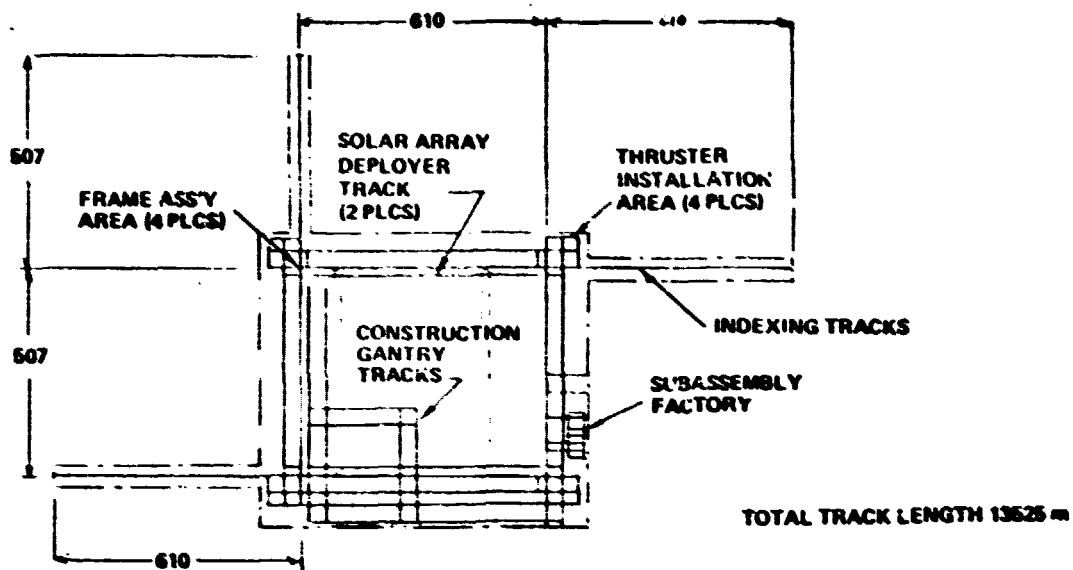 610
610
507
SOLAR ARRAY
DEPLOYER
TRACK
(2 PLCS)
THRUSTER
INSTALLATION
AREA (4 PLCS)
FRAME ASS'Y
AREA (4 PLCS)
507
CONSTRUCTION
GANTRY
TRACKS
INDEXING TRACKS
SUBASSEMBLY
FACTORY
TOTAL TRACK LENGTH 13525 m
610